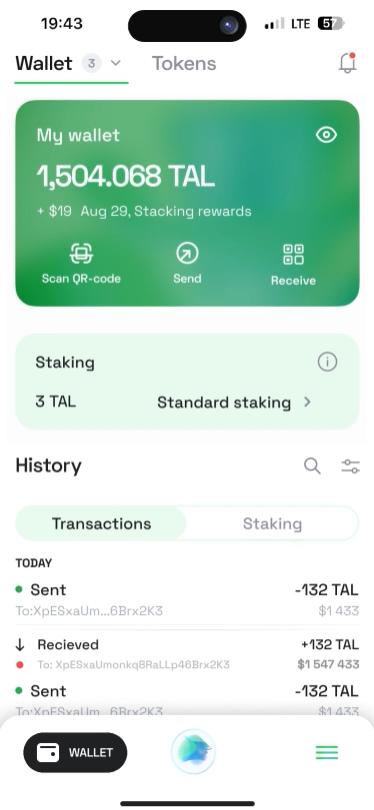 19:43 LTE 57
Wallet 3 Tokens
My wallet
1,504.068 TAL
+ $19 Aug 29, Stacking rewards
Scan QR-code Send Receive
Staking
3 TAL Standard staking
History
Transactions Staking
TODAY
Sent -132 TAL
To:XpESxaUm...6Brx2K3 $1 433
Recieved +132 TAL
To: XpESxaUmonkq8RaLLp46Brx2K3 $1 547 433
Sent -132 TAL
To:XpESxaUm...6Brx2K3 $1 433
WALLET